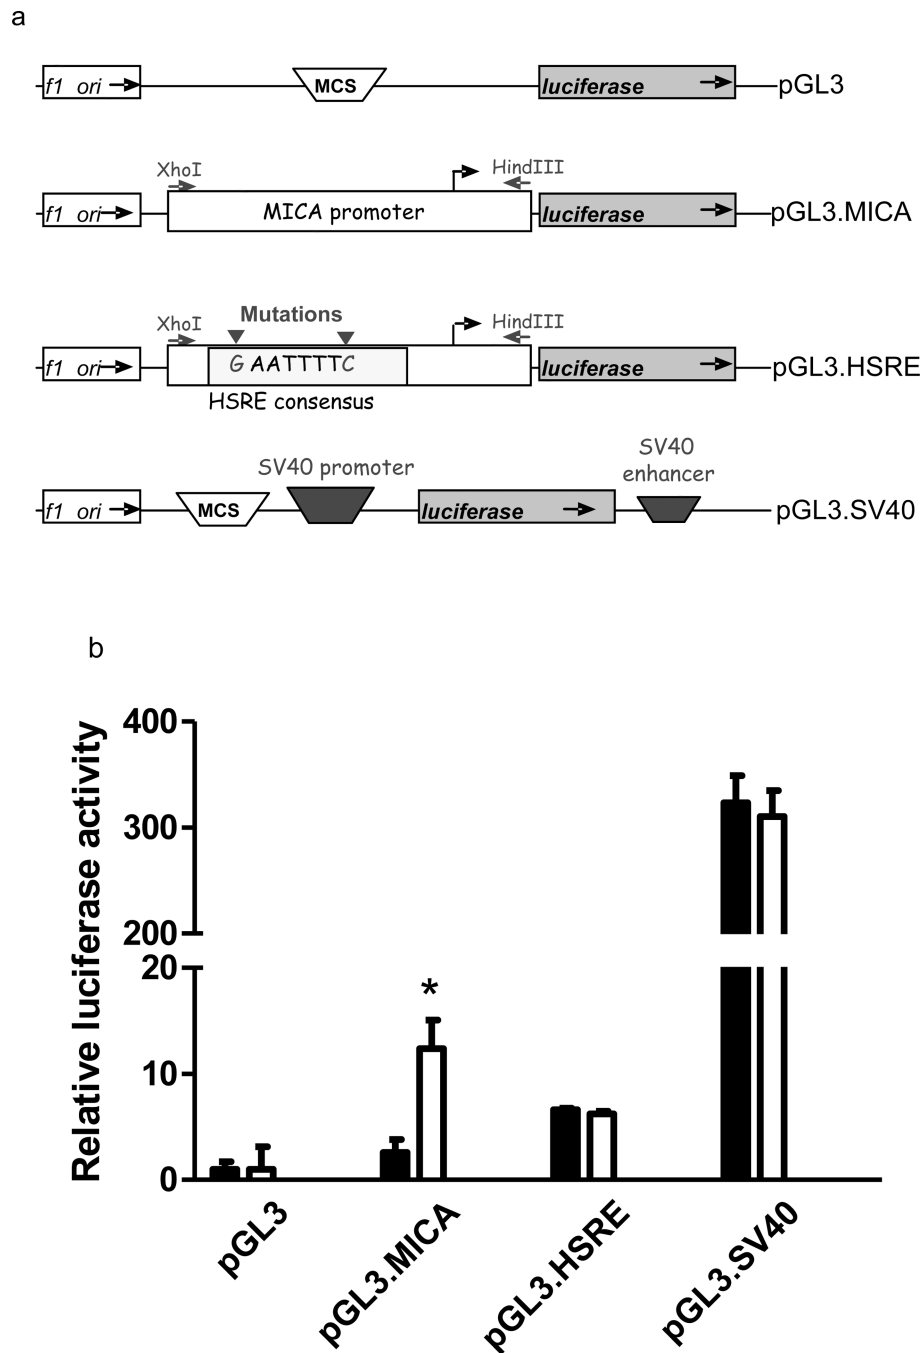 a
f1 ori MCS luciferase pGL3
XhoI HindIII
f1 ori MICA promoter luciferase pGL3.MICA
Mutations
XhoI HindIII
f1 ori G AATTTTC luciferase pGL3.HSRE
HSRE consensus
SV40 promoter SV40 enhancer
f1 ori MCS luciferase pGL3.SV40
b
Relative luciferase activity
400
300
200
20
10
0
*
pGL3
pGL3.MICA
pGL3.HSRE
pGL3.SV40